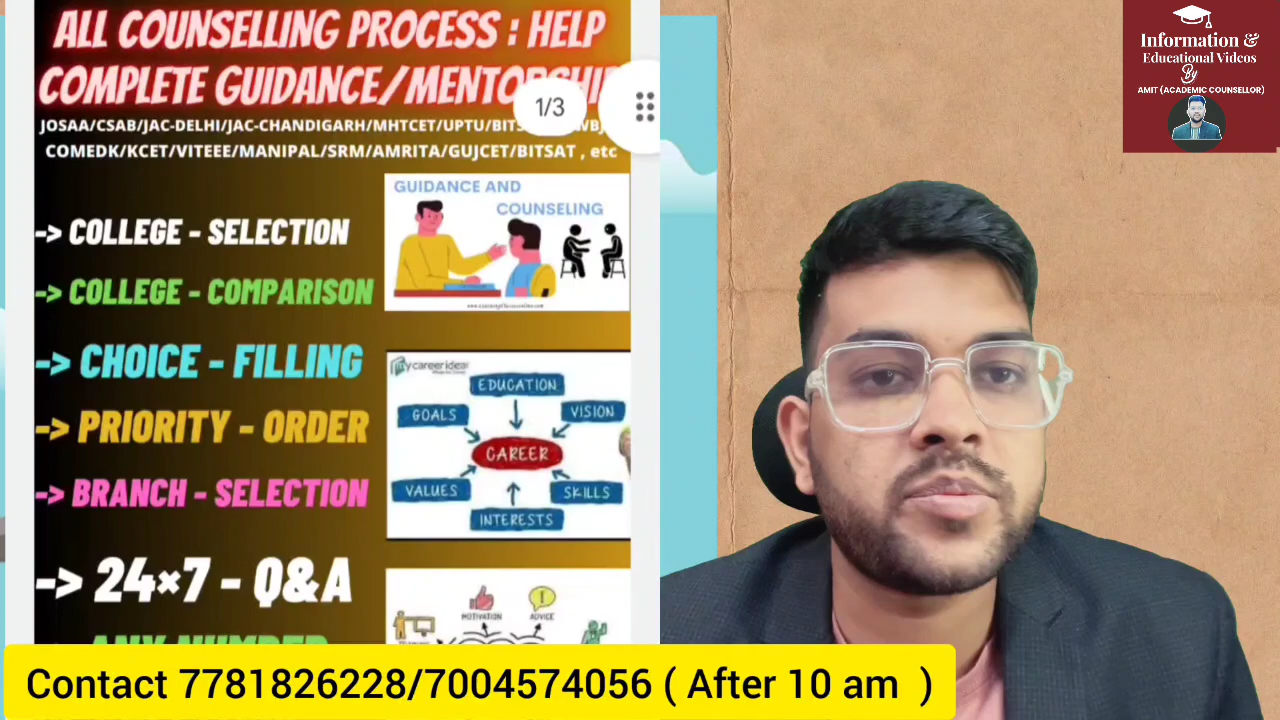 ALL COUNSELLING PROCESS : HELP
COMPLETE GUIDANCE/
1/3
JOSAA/CSAB/JAC-DELHI/JAC-CHANDIGARH/MHTCET/UPTU/
COMEDK/KCET/VITEEE/MANIPAL/SRM/AMRITA/GUJCET/BITSAT , etc
-> COLLEGE - SELECTION
-> COLLEGE - COMPARISON
-> CHOICE - FILLING
-> PRIORITY - ORDER
-> BRANCH - SELECTION
-> 24×7 - Q&A
GUIDANCE AND
COUNSELING
EDUCATION
GOALS
VISION
CAREER
VALUES
SKILLS
INTERESTS
MOTIVATION
ADVICE
Information &
Educational Videos
By
AMIT (ACADEMIC COUNSELLOR)
Contact 7781826228/7004574056 ( After 10 am )